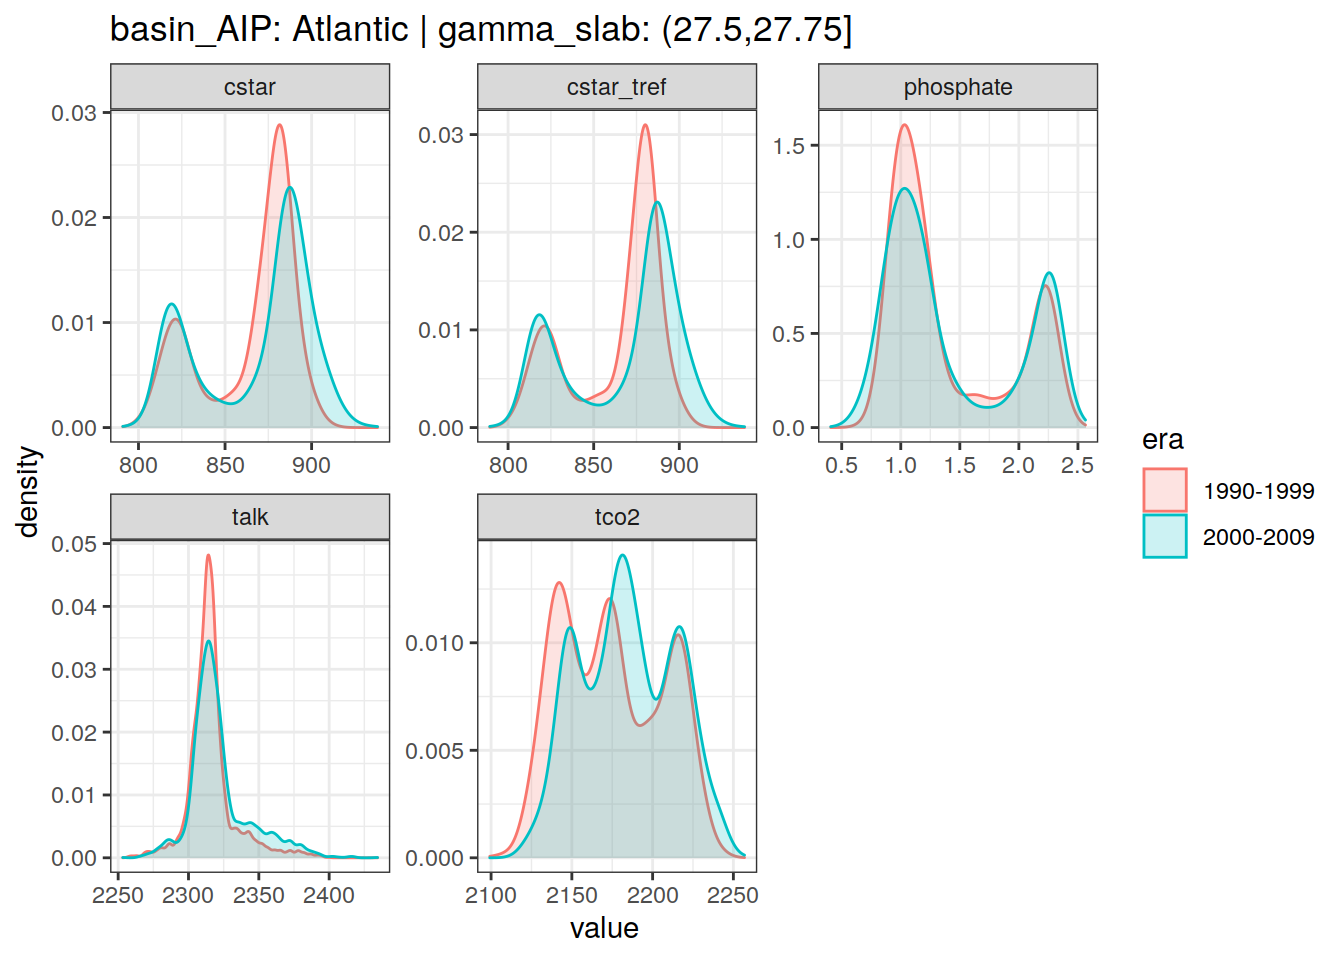 basin_AIP: Atlantic | gamma_slab: (27.5,27.75]
cstar
cstar_tref
phosphate
0.03
0.02
0.01
0.00
800 850 900
0.03
0.02
0.01
0.00
800 850 900
1.5
1.0
0.5
0.0
0.5 1.0 1.5 2.0 2.5
density
era
1990-1999
2000-2009
talk
tco2
0.05
0.04
0.03
0.02
0.01
0.00
2250 2300 2350 2400
0.010
0.005
0.000
2100 2150 2200 2250
value